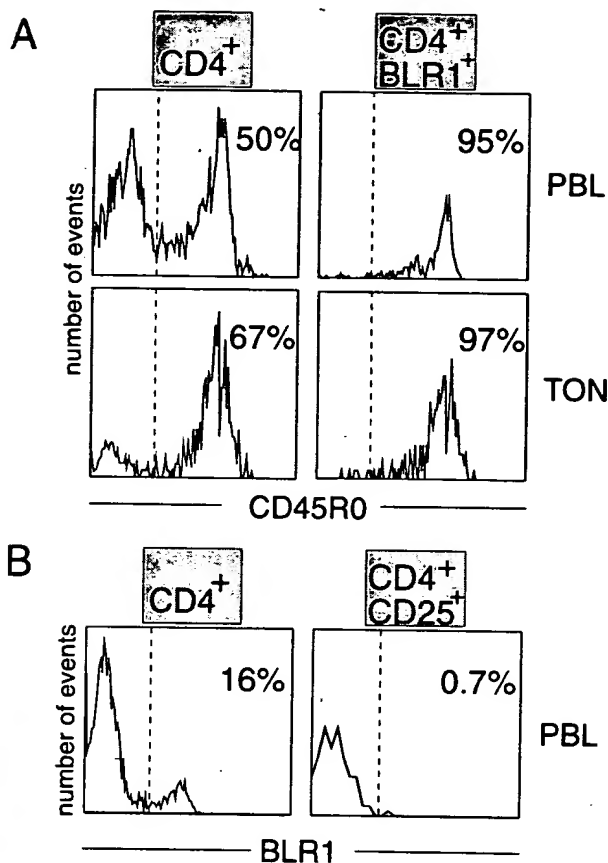 A
CD4+
CD4+
BLR1+
50%
95%
PBL
number of events
67%
97%
TON
CD45R0
B
CD4+
CD4+
CD25+
16%
0.7%
PBL
number of events
BLR1